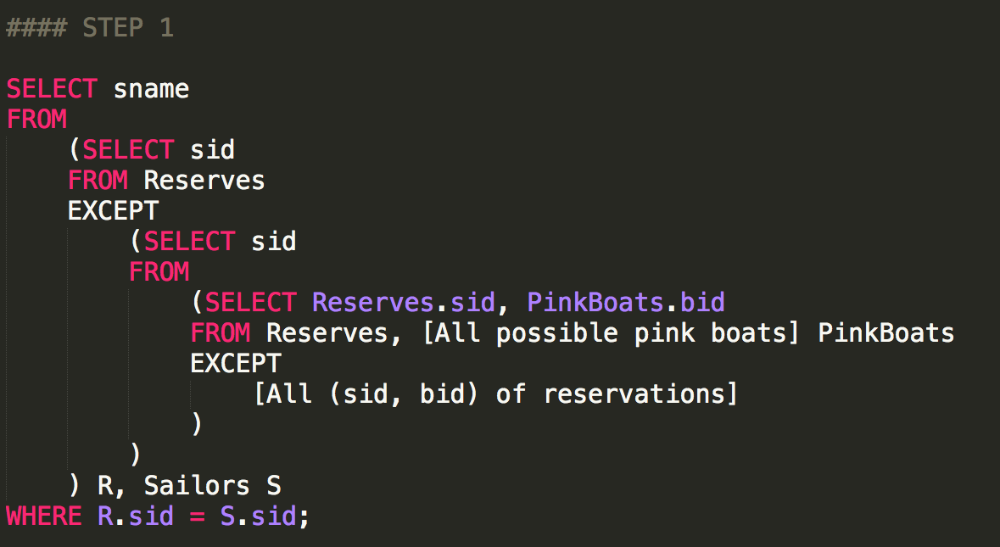 #### STEP 1
SELECT sname
FROM
(SELECT sid
FROM Reserves
EXCEPT
(SELECT sid
FROM
(SELECT Reserves.sid, PinkBoats.bid
FROM Reserves, [All possible pink boats] PinkBoats
EXCEPT
[All (sid, bid) of reservations]
)
)
) R, Sailors S
WHERE R.sid = S.sid;